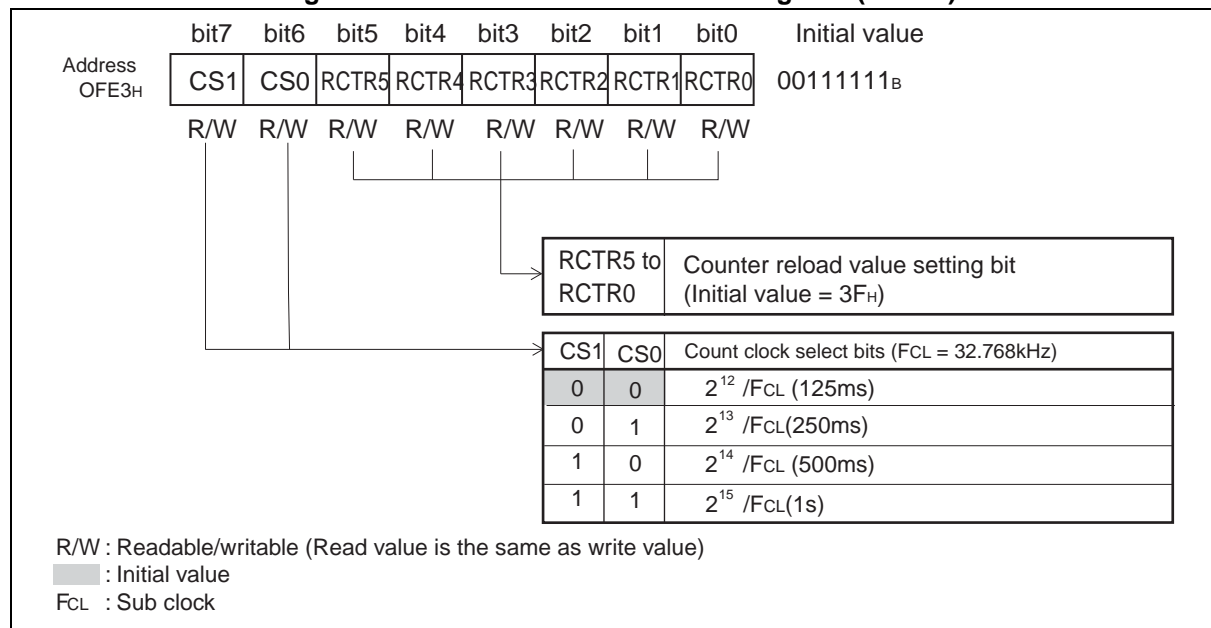 bit7 bit6 bit5 bit4 bit3 bit2 bit1 bit0 Initial value
Address
OFE3H CS1 CS0 RCTR5 RCTR4 RCTR3 RCTR2 RCTR1 RCTR0 00111111B
R/W R/W R/W R/W R/W R/W R/W R/W
RCTR5 to RCTR0 Counter reload value setting bit
(Initial value = 3FH)
CS1 CS0 Count clock select bits (FCL = 32.768kHz)
0 0 2^12 /FCL (125ms)
0 1 2^13 /FCL(250ms)
1 0 2^14 /FCL (500ms)
1 1 2^15 /FCL(1s)
R/W : Readable/writable (Read value is the same as write value)
: Initial value
FCL : Sub clock